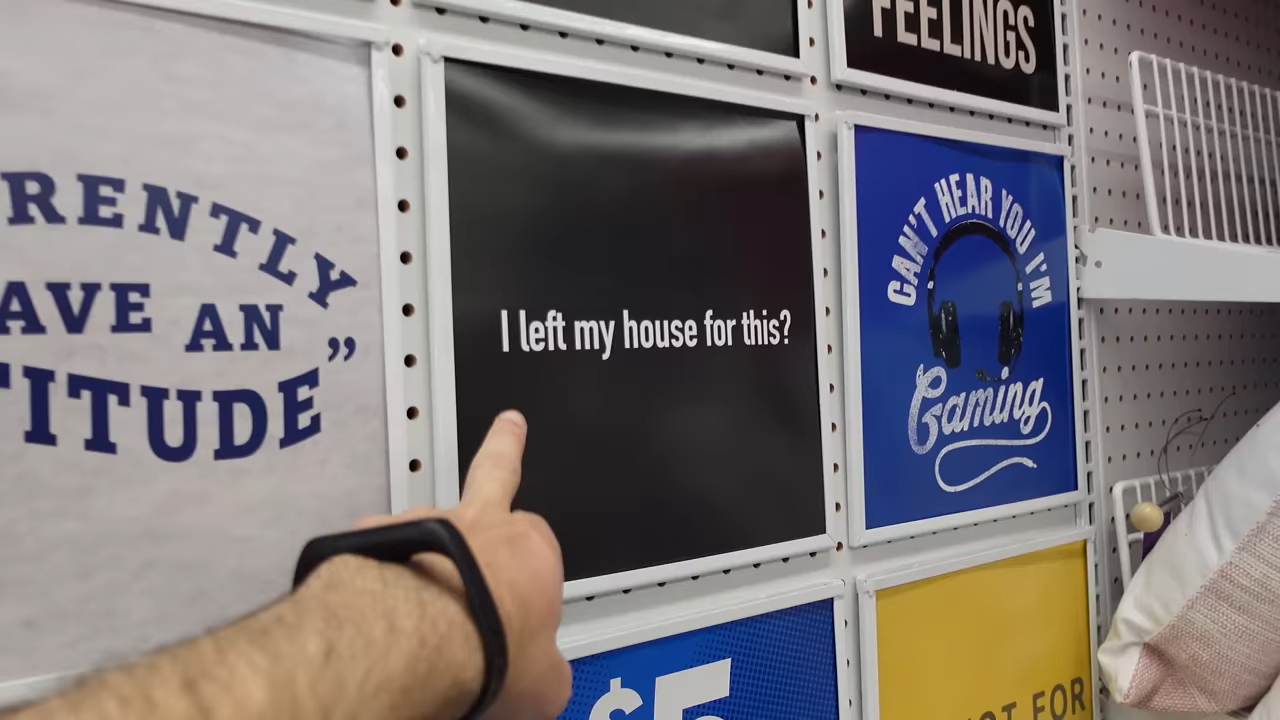 FEELINGS
RENTLY
AVE AN
TITUDE”
I left my house for this?
CAN'T HEAR YOU I'M
Gaming
$5
FOR